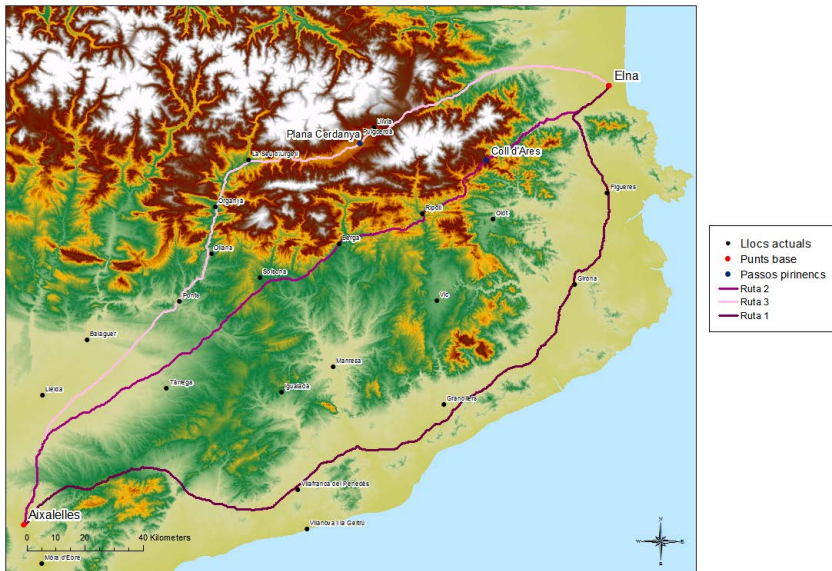 Elna
Llívia
Plana Cerdanya
Puigcerdà
La Seu d'Urgell
Coll d'Ares
Organyà
Figueres
Ripoll
Olot
Berga
Oliana
Solsona
Girona
Ponts
Vic
Balaguer
Manresa
Tàrrega
Igualada
Lleida
Granollers
Vilafranca del Penedès
Aixalelles
Vilanova i la Geltrú
0 10 20 40 Kilometers
Móra d'Ebre
Llocs actuals
Punts base
Passos pirinencs
Ruta 2
Ruta 3
Ruta 1